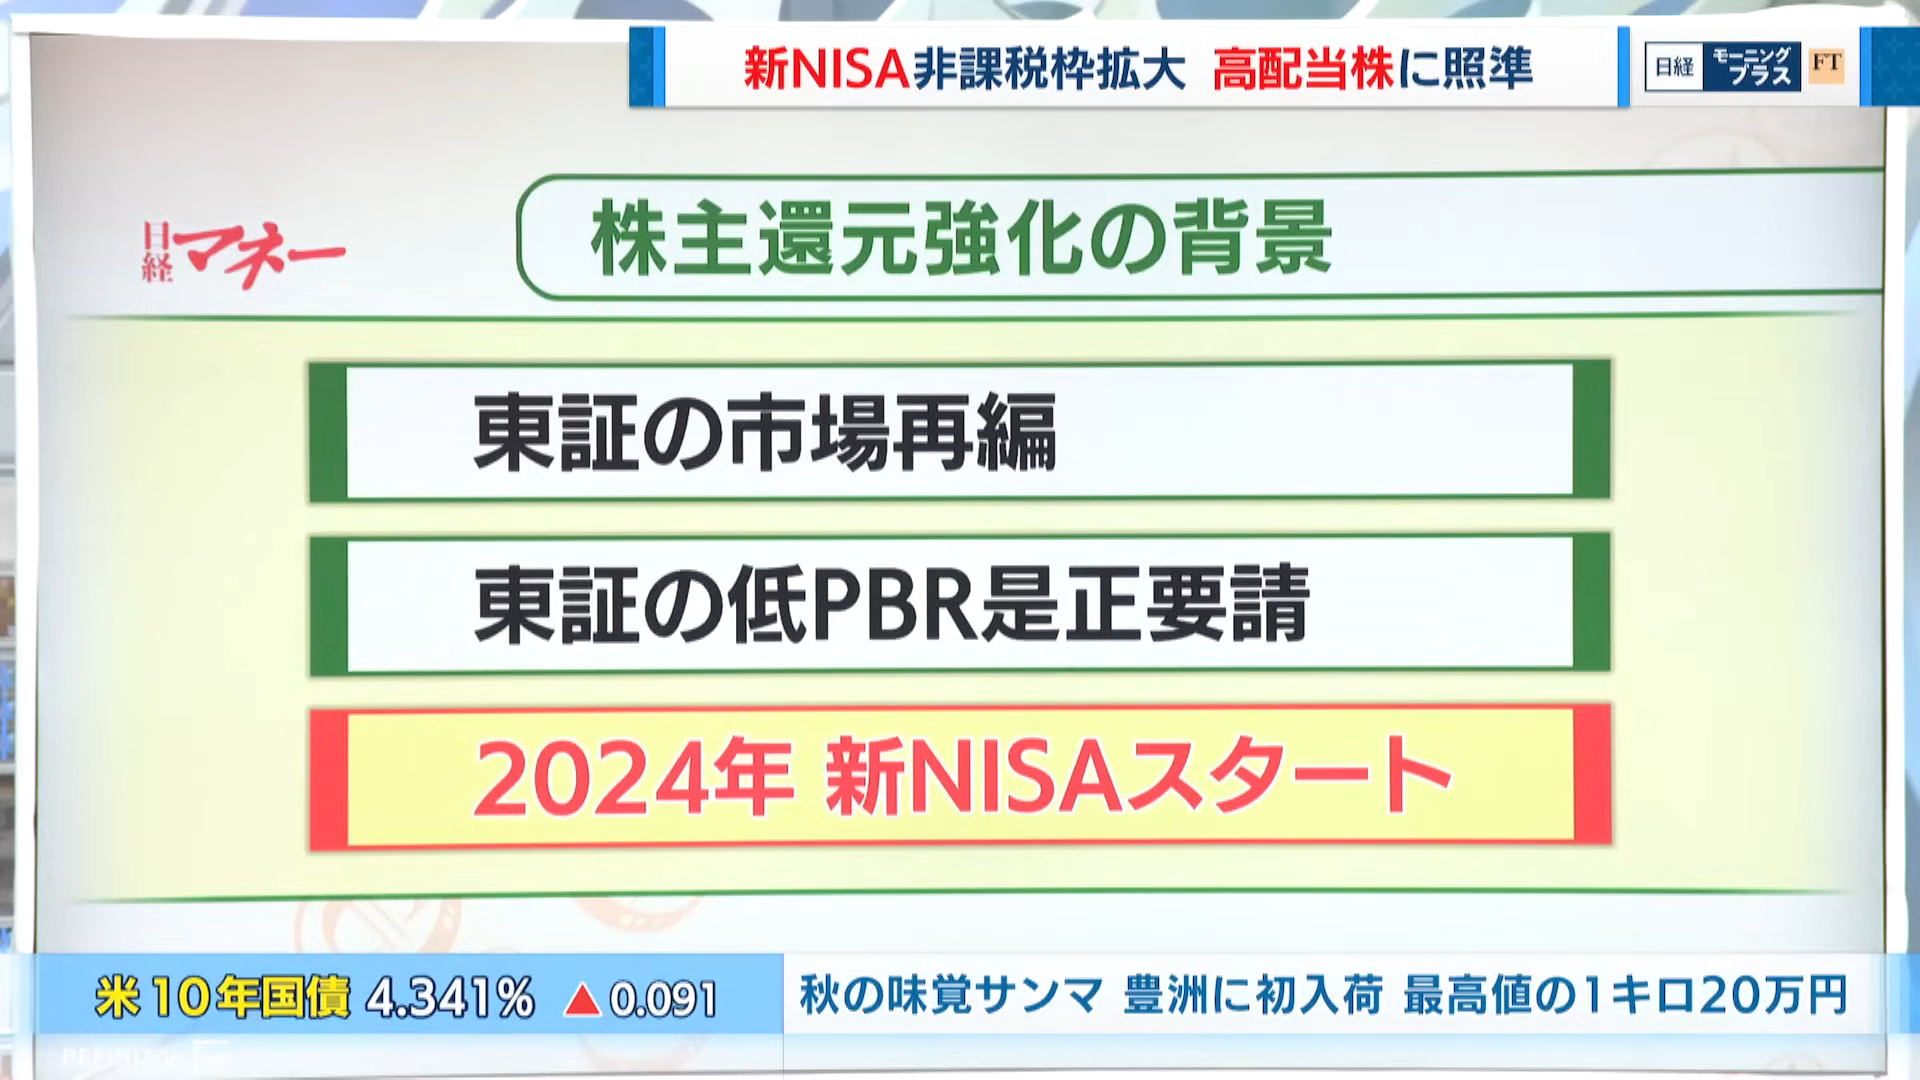 新NISA非課税枠拡大 高配当株に照準
日経 モーニングプラス FT
日経マネー
株主還元強化の背景
東証の市場再編
東証の低PBR是正要請
2024年 新NISAスタート
米10年国債 4.341% ▲0.091
秋の味覚サンマ 豊洲に初入荷 最高値の1キロ20万円